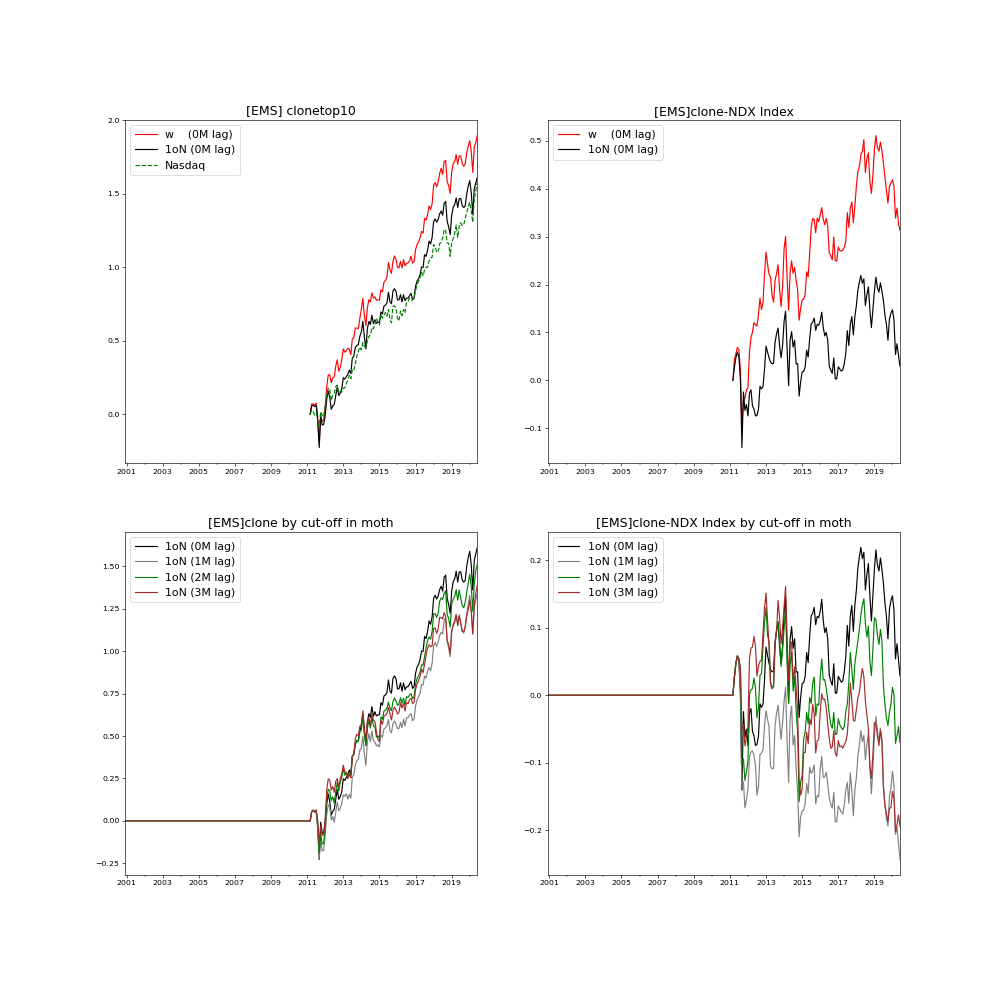 [EMS] clonetop10
2.0
1.5
1.0
0.5
0.0
w (0M lag)
1oN (0M lag)
Nasdaq
2001 2003 2005 2007 2009 2011 2013 2015 2017 2019
[EMS]clone-NDX Index
0.5
0.4
0.3
0.2
0.1
0.0
−0.1
w (0M lag)
1oN (0M lag)
2001 2003 2005 2007 2009 2011 2013 2015 2017 2019
[EMS]clone by cut-off in moth
1.50
1.25
1.00
0.75
0.50
0.25
0.00
−0.25
1oN (0M lag)
1oN (1M lag)
1oN (2M lag)
1oN (3M lag)
2001 2003 2005 2007 2009 2011 2013 2015 2017 2019
[EMS]clone-NDX Index by cut-off in moth
0.2
0.1
0.0
−0.1
−0.2
1oN (0M lag)
1oN (1M lag)
1oN (2M lag)
1oN (3M lag)
2001 2003 2005 2007 2009 2011 2013 2015 2017 2019